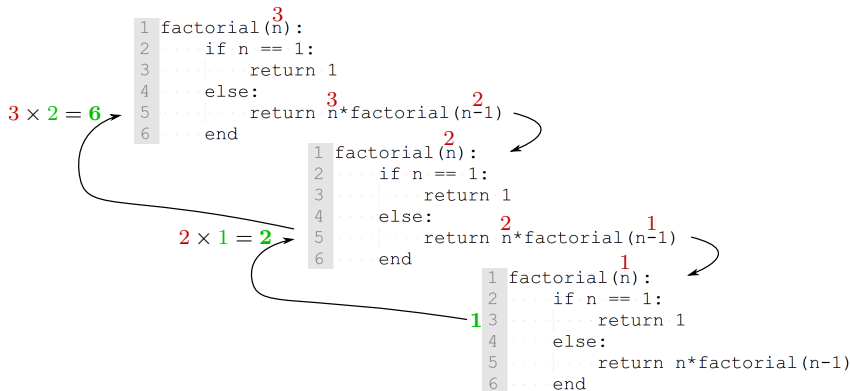 3
1 factorial(n):
2 if n == 1:
3 return 1
4 else:
3 2
3 × 2 = 6 5 return n*factorial(n-1)
6 end
2
1 factorial(n):
2 if n == 1:
3 return 1
4 else:
2 1
2 × 1 = 2 5 return n*factorial(n-1)
6 end
1
1 factorial(n):
2 if n == 1:
1 3 return 1
4 else:
5 return n*factorial(n-1)
6 end